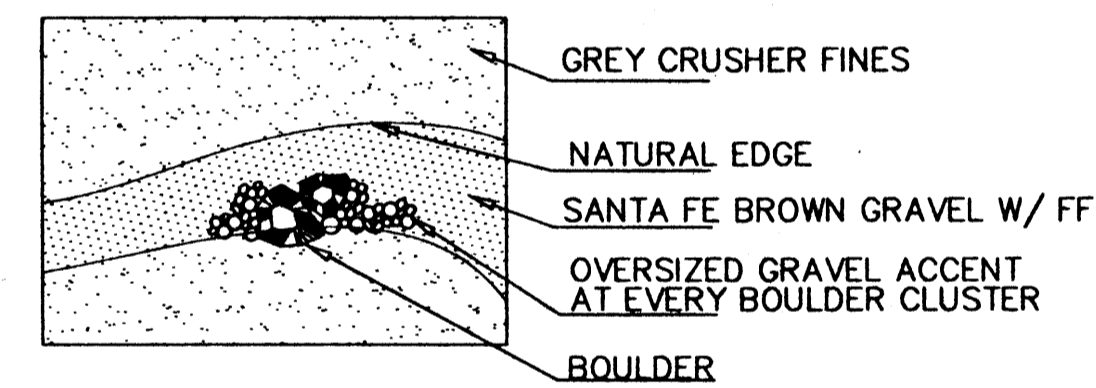 GREY CRUSHER FINES
NATURAL EDGE
SANTA FE BROWN GRAVEL W/ FF
OVERSIZED GRAVEL ACCENT
AT EVERY BOULDER CLUSTER
BOULDER